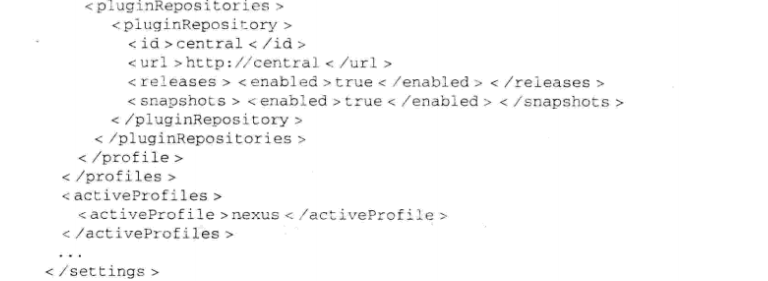 <pluginRepositories >
<pluginRepository >
<id>central </id>
<url >http://central </url >
<releases > <enabled >true </enabled > </releases >
<snapshots > <enabled >true </enabled > </snapshots >
</pluginRepository >
</pluginRepositories >
</profile >
</profiles >
<activeProfiles >
<activeProfile >nexus </activeProfile >
</activeProfiles >
...
</settings >